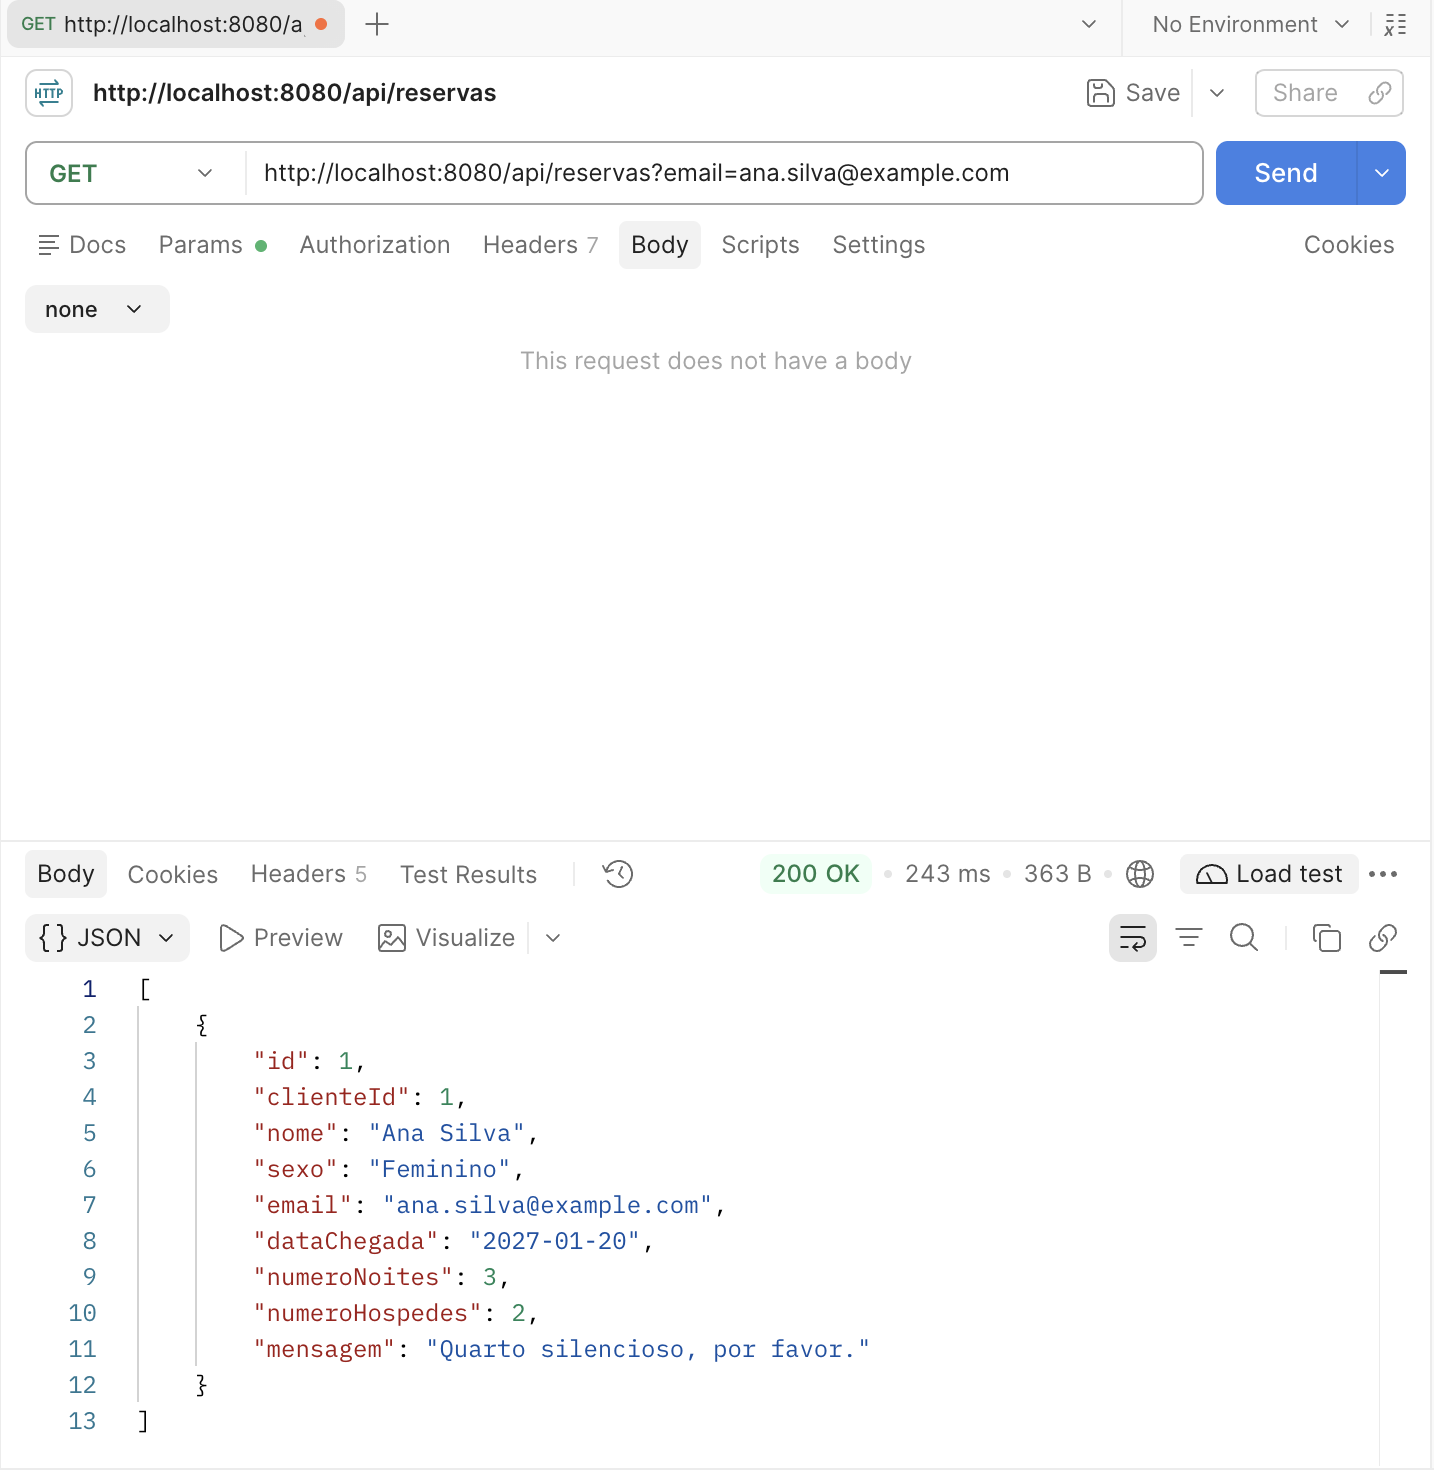 GET http://localhost:8080/a
No Environment
HTTP
http://localhost:8080/api/reservas
Save
Share
GET
http://localhost:8080/api/reservas?email=ana.silva@example.com
Send
Docs Params Authorization Headers 7 Body Scripts Settings Cookies
none
This request does not have a body
Body Cookies Headers 5 Test Results 200 OK 243 ms 363 B Load test
{} JSON Preview Visualize
1 [
2 {
3 "id": 1,
4 "clienteId": 1,
5 "nome": "Ana Silva",
6 "sexo": "Feminino",
7 "email": "ana.silva@example.com",
8 "dataChegada": "2027-01-20",
9 "numeroNoites": 3,
10 "numeroHospedes": 2,
11 "mensagem": "Quarto silencioso, por favor."
12 }
13 ]